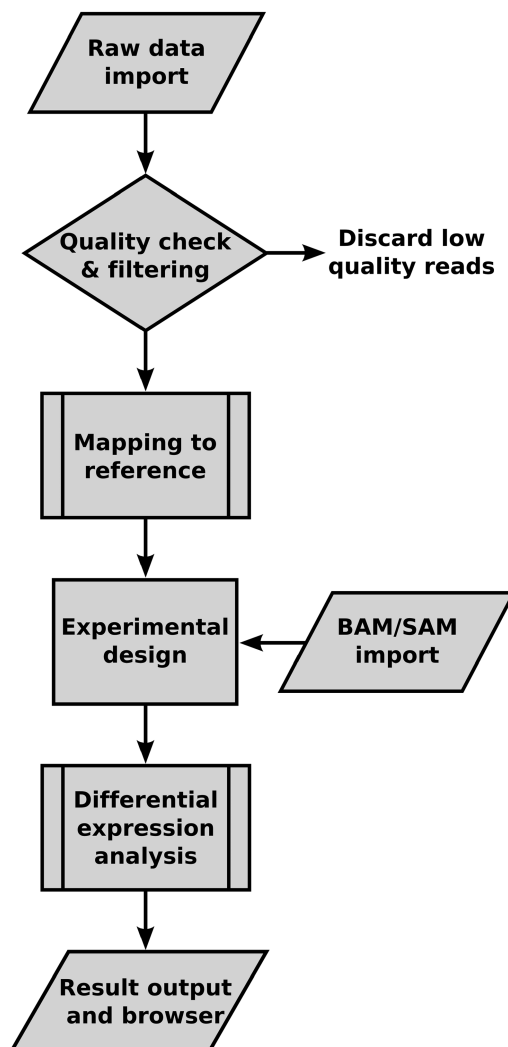 Raw data
import
Quality check
& filtering
Discard low
quality reads
Mapping to
reference
Experimental
design
BAM/SAM
import
Differential
expression
analysis
Result output
and browser